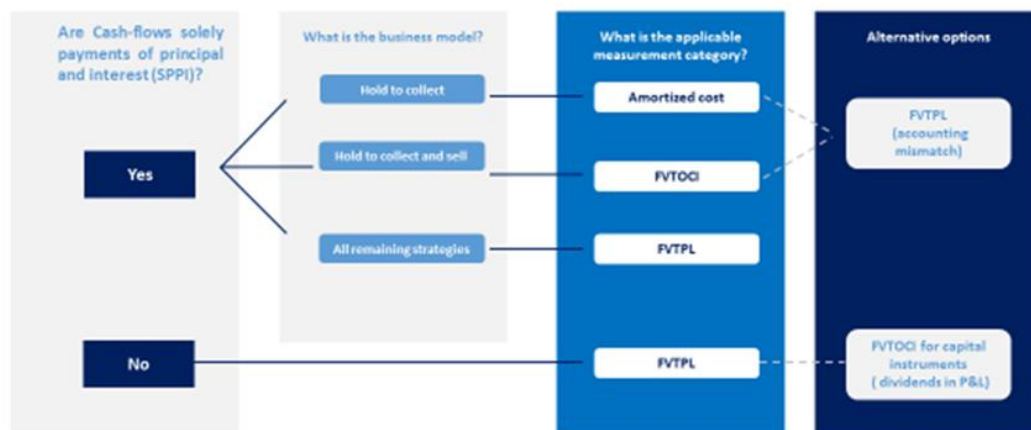 Are Cash-flows solely
payments of principal
and interest (SPPI)?
Yes
No
What is the business model?
Hold to collect
Hold to collect and sell
All remaining strategies
What is the applicable
measurement category?
Amortized cost
FVTOCI
FVTPL
FVTPL
Alternative options
FVTPL
(accounting
mismatch)
FVTOCI for capital
instruments
( dividends in P&L)